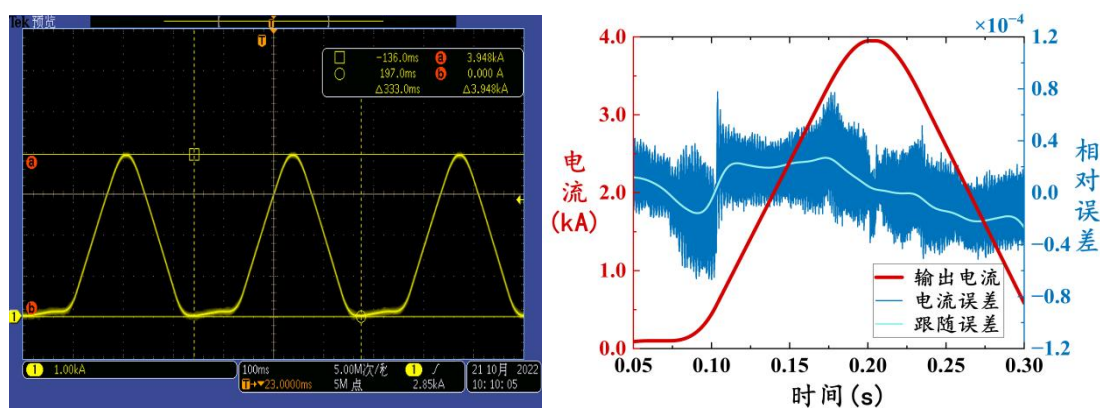 Tek 预览
T
T
-136.0ms a 3.948kA
197.0ms b 0.000 A
Δ333.0ms Δ3.948kA
a
b
1
1 1.00kA
100ms 5.00M次/秒 1
T→▼23.0000ms 5M 点 2.85kA
21 10月 2022
10:10:05
×10⁻⁴
4.0
3.0
2.0
1.0
0.0
电流(kA)
1.2
0.8
0.4
0.0
-0.4
-0.8
-1.2
相对误差
输出电流
电流误差
跟随误差
0.05 0.10 0.15 0.20 0.25 0.30
时间(s)